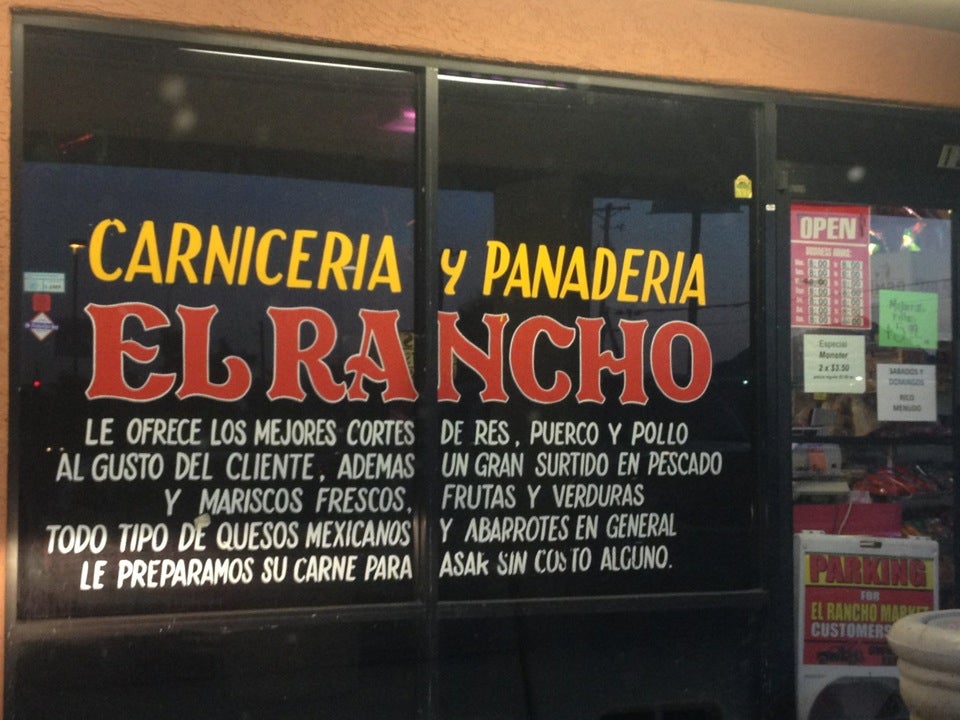 CARNICERIA y PANADERIA
EL RANCHO
LE OFRECE LOS MEJORES CORTES DE RES, PUERCO Y POLLO
AL GUSTO DEL CLIENTE, ADEMAS UN GRAN SURTIDO EN PESCADO
Y MARISCOS FRESCOS, FRUTAS Y VERDURAS
TODO TIPO DE QUESOS MEXICANOS Y ABARROTES EN GENERAL
LE PREPARAMOS SU CARNE PARA ASAR SIN COSTO ALGUNO.
OPEN
BUSINESS HOURS:
Especial
Monster
2 x $3.50
SABADOS Y
DOMINGOS
RICO
MENUDO
PARKING
FOR
EL RANCHO MARKET
CUSTOMERS